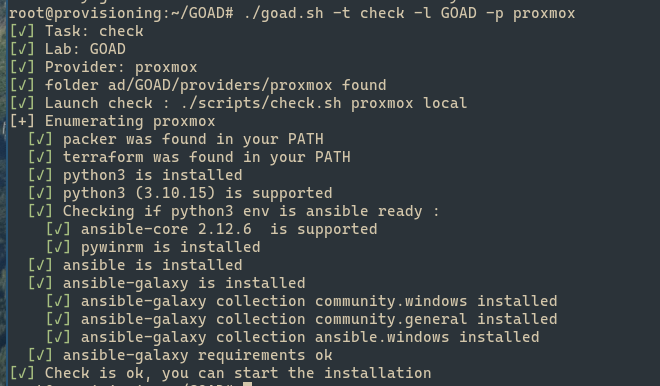 root@provisioning:~/GOAD# ./goad.sh -t check -l GOAD -p proxmox
[✓] Task: check
[✓] Lab: GOAD
[✓] Provider: proxmox
[✓] folder ad/GOAD/providers/proxmox found
[✓] Launch check : ./scripts/check.sh proxmox local
[+] Enumerating proxmox
  [✓] packer was found in your PATH
  [✓] terraform was found in your PATH
  [✓] python3 is installed
  [✓] python3 (3.10.15) is supported
  [✓] Checking if python3 env is ansible ready :
    [✓] ansible-core 2.12.6  is supported
    [✓] pywinrm is installed
  [✓] ansible is installed
  [✓] ansible-galaxy is installed
    [✓] ansible-galaxy collection community.windows installed
    [✓] ansible-galaxy collection community.general installed
    [✓] ansible-galaxy collection ansible.windows installed
  [✓] ansible-galaxy requirements ok
[✓] Check is ok, you can start the installation